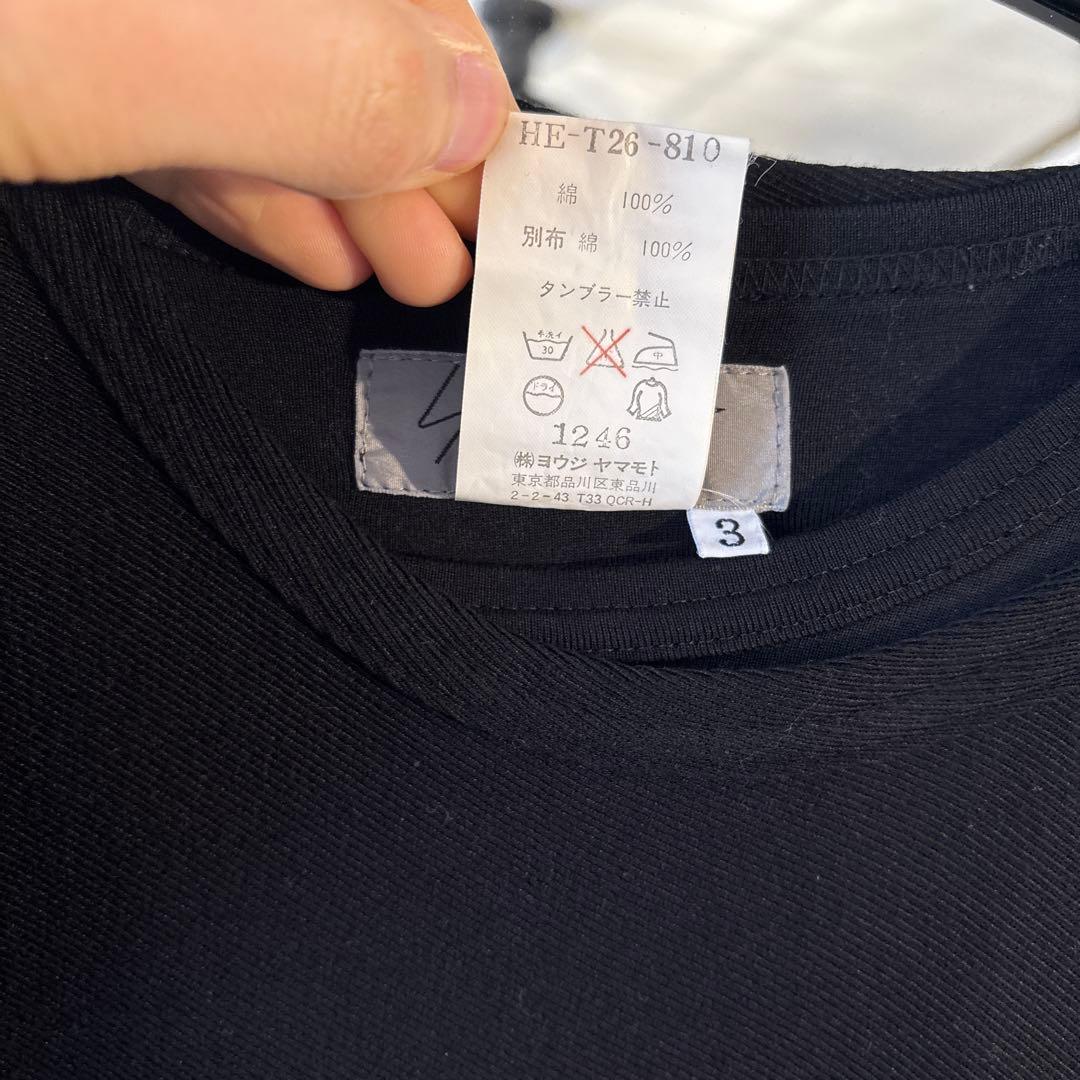 HE-T26-810
綿 100%
別布 綿 100%
タンブラー禁止
手洗イ
30
中
ドライ
1246
㈱ヨウジ ヤマモト
東京都品川区東品川
2-2-43 T33 QCR-H
3